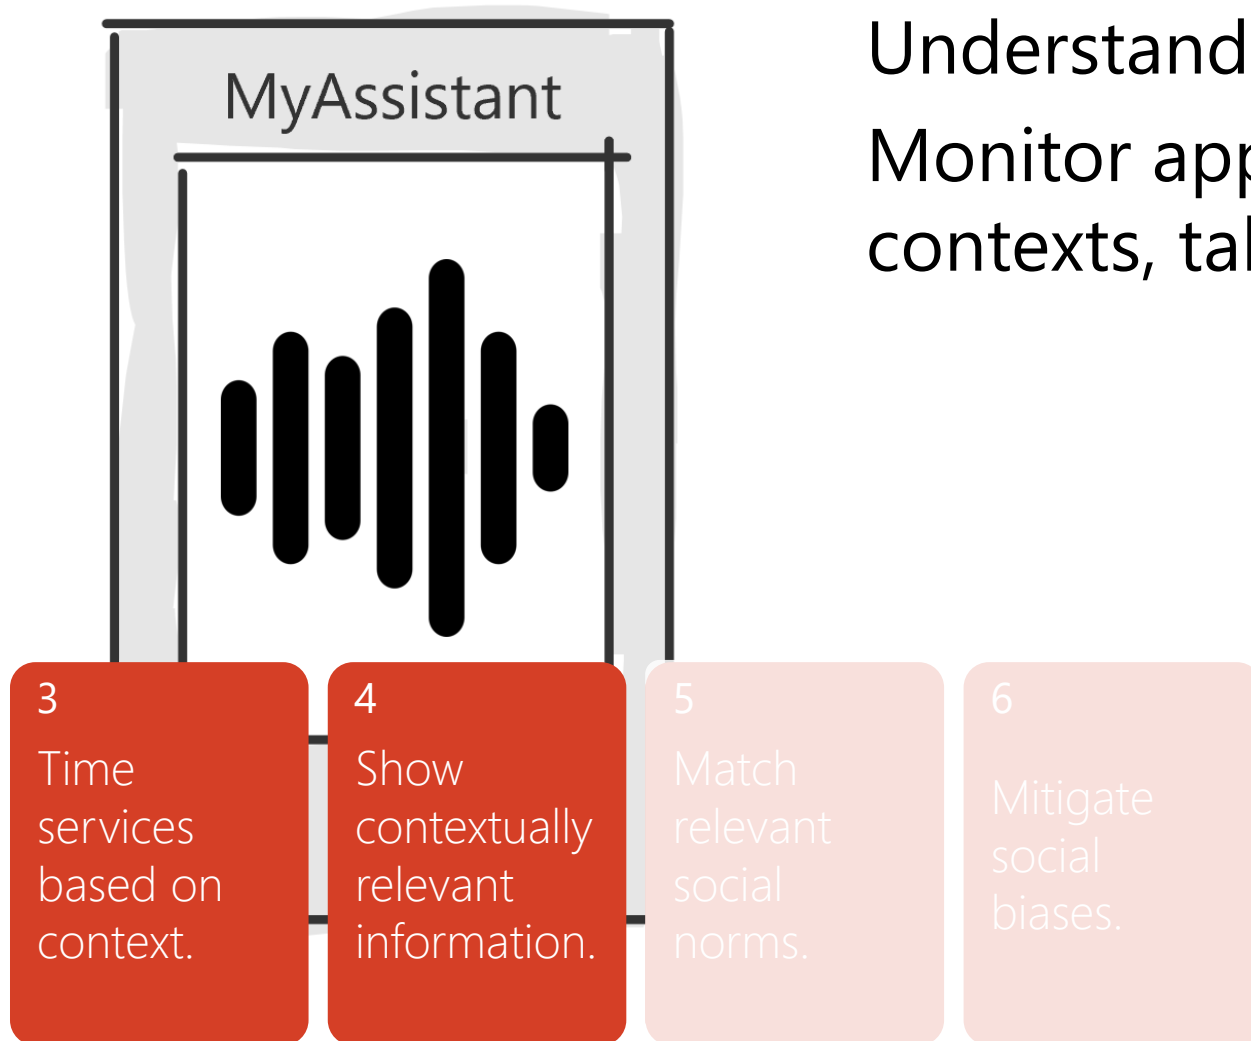 MyAssistant
Understand
Monitor app
contexts, tal
3
Time
services
based on
context.
4
Show
contextually
relevant
information.
5
Match
relevant
social
norms.
6
Mitigate
social
biases.